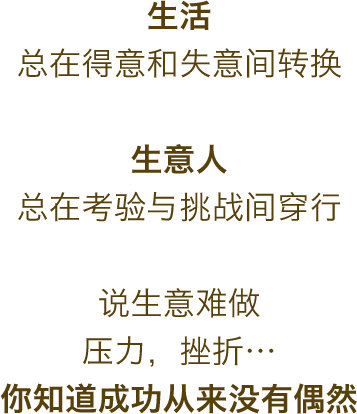 生活
总在得意和失意间转换
生意人
总在考验与挑战间穿行
说生意难做
压力，挫折…
你知道成功从来没有偶然